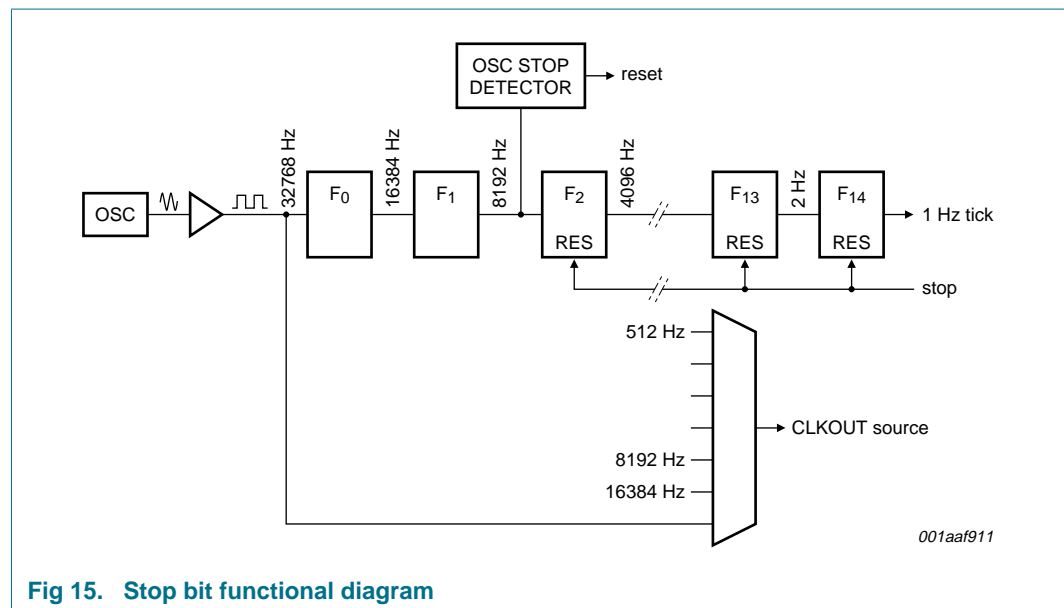 OSC STOP
DETECTOR
reset
32768 Hz
16384 Hz
8192 Hz
4096 Hz
2 Hz
OSC
F0
F1
F2
RES
F13
RES
F14
RES
1 Hz tick
stop
512 Hz
8192 Hz
16384 Hz
CLKOUT source
001aaf911
Fig 15. Stop bit functional diagram